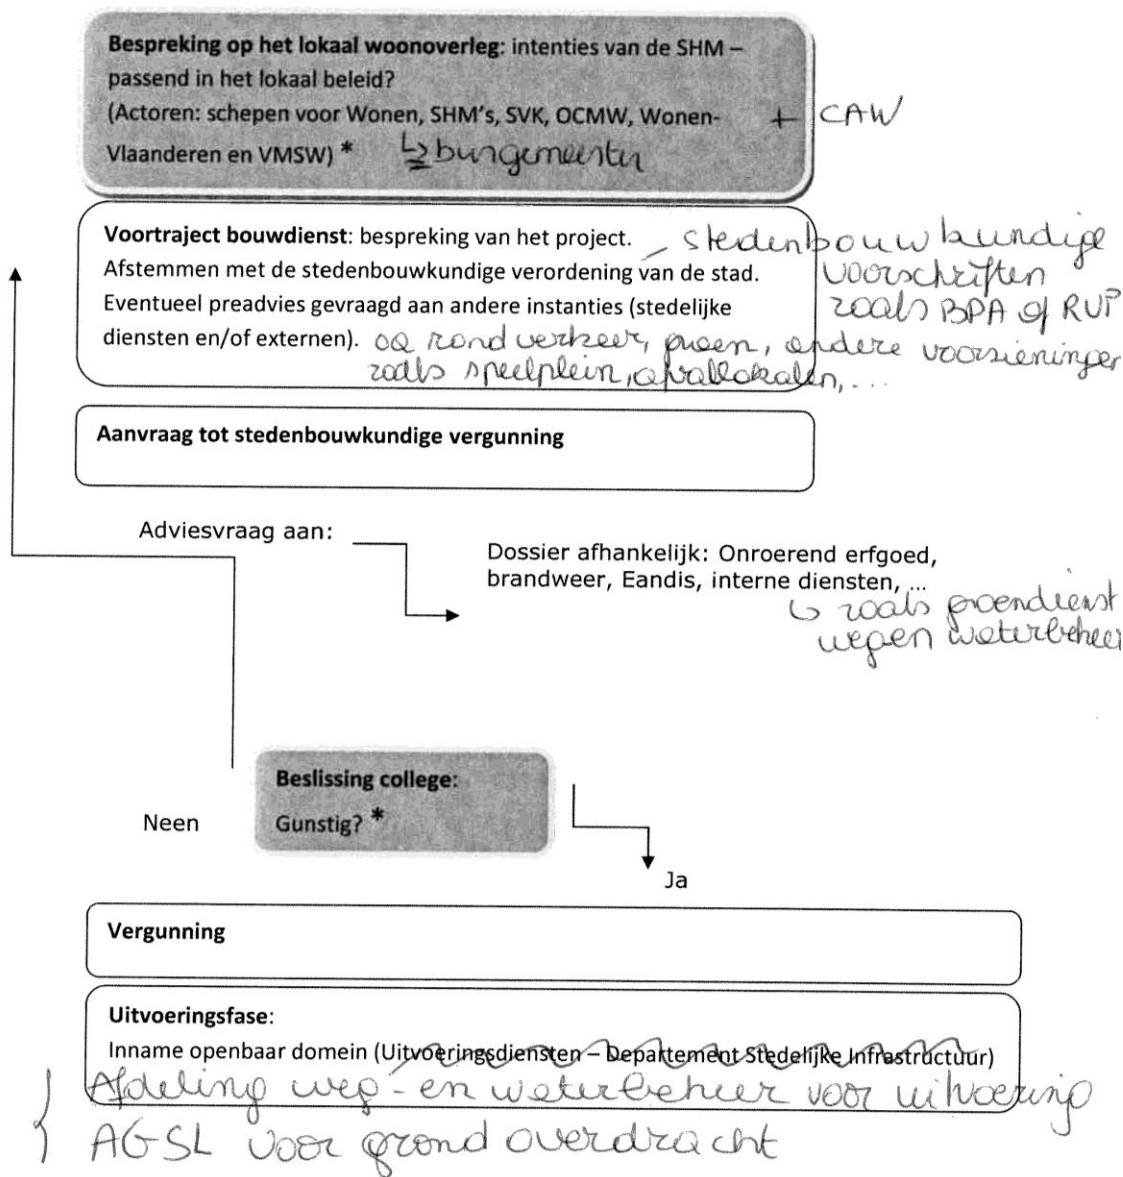 Bespreking op het lokaal woonoverleg: intenties van de SHM –
passend in het lokaal beleid?
(Actoren: schepen voor Wonen, SHM's, SVK, OCMW, Wonen- + CAW
Vlaanderen en VMSW) * ↳ burgemeester
Voortraject bouwdienst: bespreking van het project. stedenbouwkundige
Afstemmen met de stedenbouwkundige verordening van de stad. voorschriften
Eventueel preadvies gevraagd aan andere instanties (stedelijke zoals BPA of RUP
diensten en/of externen). oa rond verkeer, groen, andere voorzieningen
zoals speelplein, afvallokalen, ...
Aanvraag tot stedenbouwkundige vergunning
Adviesvraag aan:
Dossier afhankelijk: Onroerend erfgoed,
brandweer, Eandis, interne diensten, ...
↳ zoals groendienst
wegen waterbeheer
Beslissing college:
Neen Gunstig? *
Ja
Vergunning
Uitvoeringsfase:
Inname openbaar domein (Uitvoeringsdiensten – Departement Stedelijke Infrastructuur)
Afdeling weg- en waterbeheer voor uitvoering
AGSL voor grond overdracht